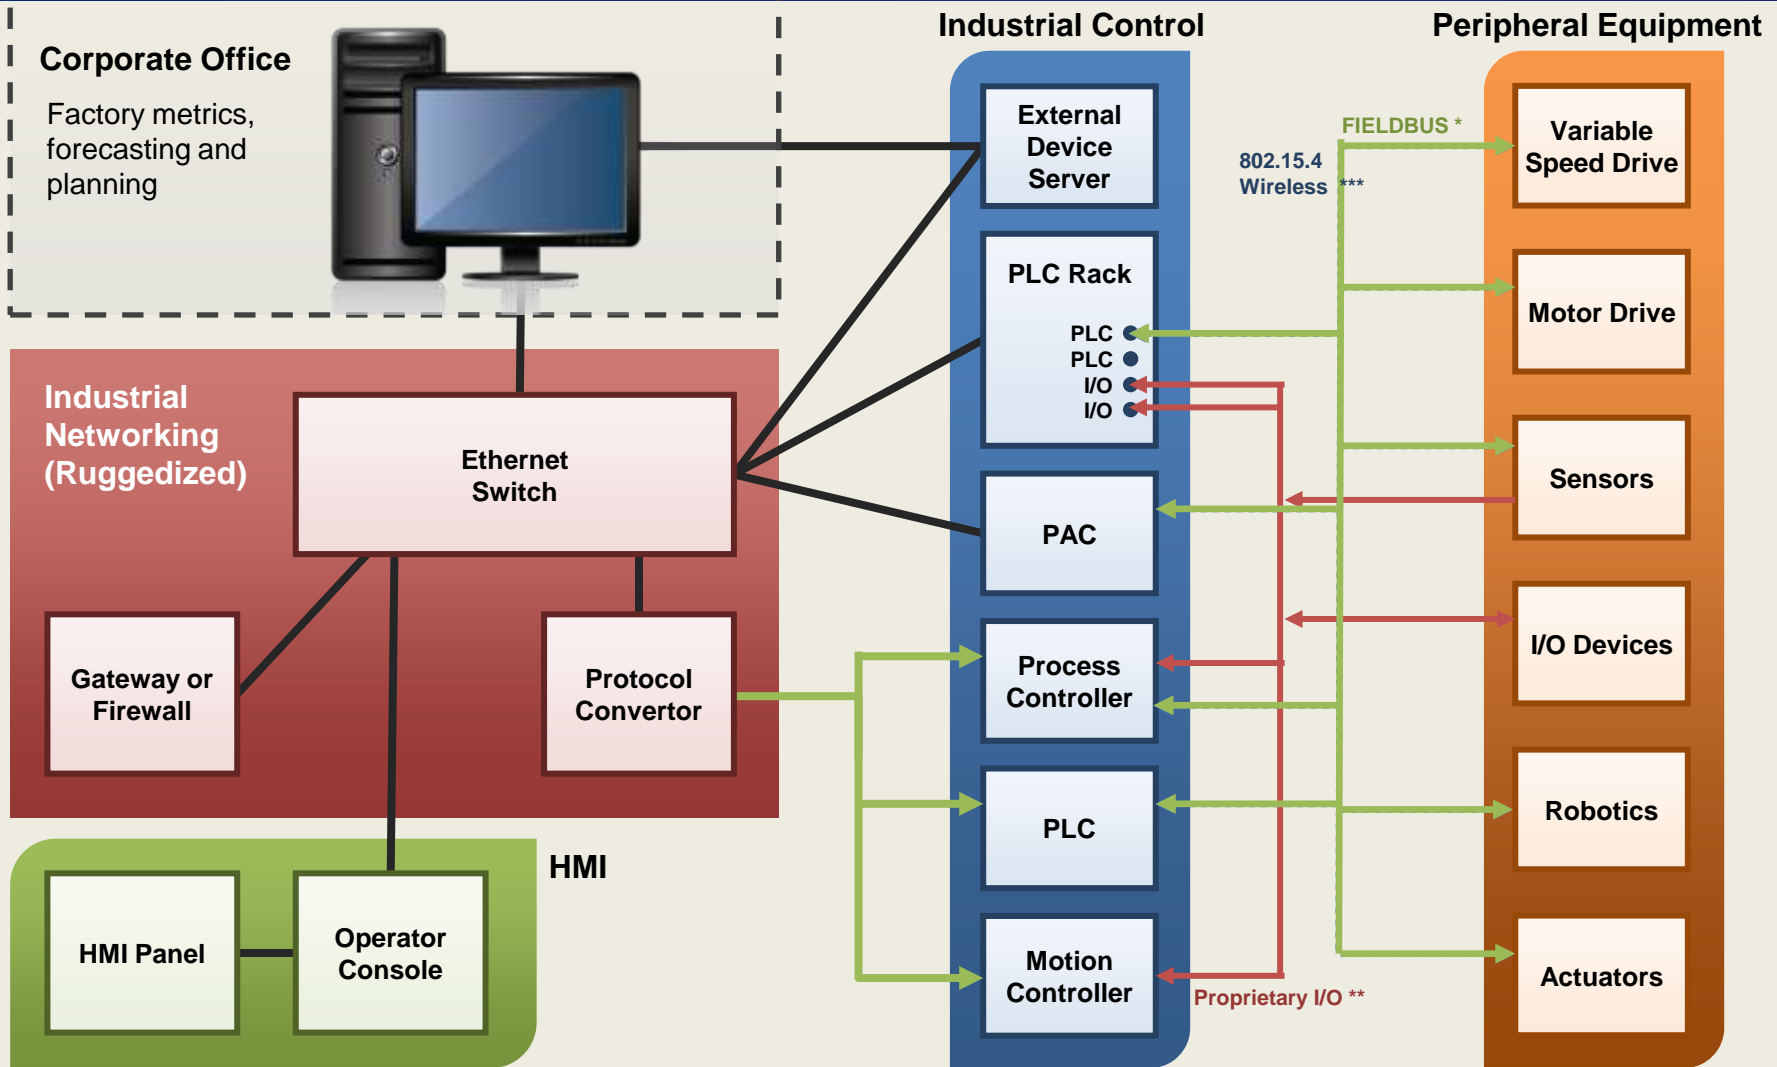 Corporate Office
Factory metrics,
forecasting and
planning
Industrial
Networking
(Ruggedized)
Ethernet
Switch
Gateway or
Firewall
Protocol
Convertor
HMI
HMI Panel
Operator
Console
Industrial Control
External
Device
Server
PLC Rack
PLC
PLC
I/O
I/O
PAC
Process
Controller
PLC
Motion
Controller
FIELDBUS *
802.15.4
Wireless ***
Proprietary I/O **
Peripheral Equipment
Variable
Speed Drive
Motor Drive
Sensors
I/O Devices
Robotics
Actuators